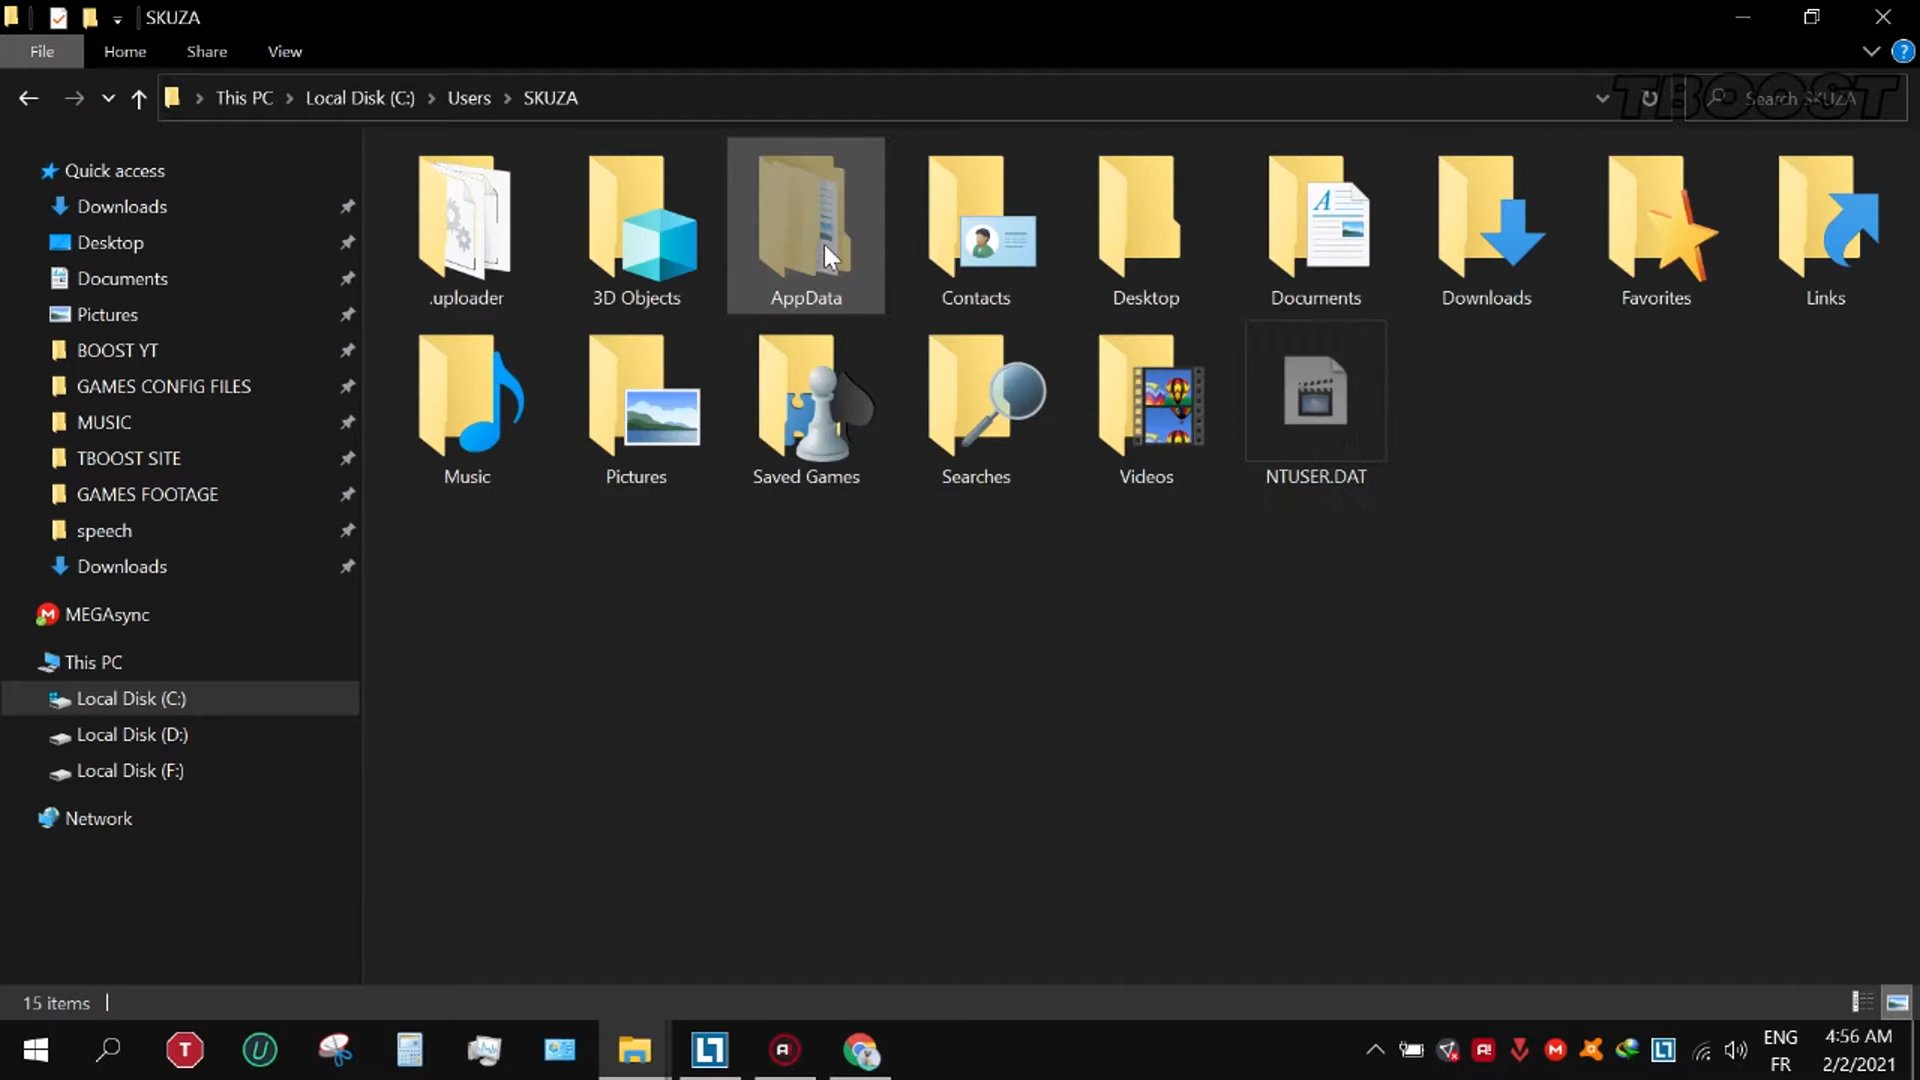 SKUZA
File Home Share View
This PC Local Disk (C:) Users SKUZA
TBOOST
Search SKUZA
Quick access
Downloads
Desktop
Documents
Pictures
BOOST YT
GAMES CONFIG FILES
MUSIC
TBOOST SITE
GAMES FOOTAGE
speech
Downloads
MEGAsync
This PC
Local Disk (C:)
Local Disk (D:)
Local Disk (F:)
Network
.uploader 3D Objects AppData Contacts Desktop Documents Downloads Favorites Links
Music Pictures Saved Games Searches Videos NTUSER.DAT
15 items
ENG
FR
4:56 AM
2/2/2021